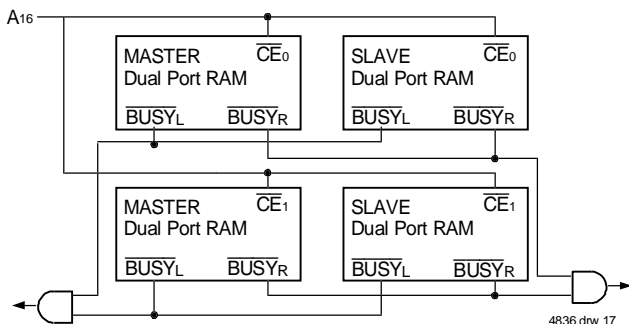 A16
CE0
CE0
MASTER
Dual Port RAM
SLAVE
Dual Port RAM
BUSYL
BUSYR
BUSYL
BUSYR
CE1
CE1
MASTER
Dual Port RAM
SLAVE
Dual Port RAM
BUSYL
BUSYR
BUSYL
BUSYR
4836 drw 17